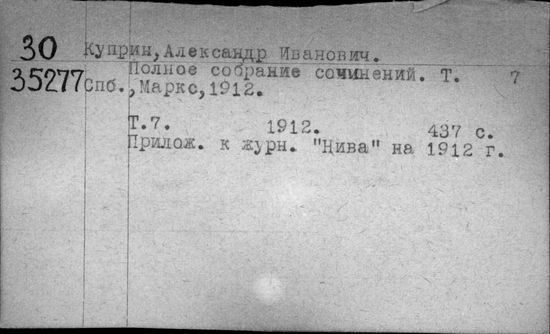 30 Куприн,Александр Иванович.
Полное собрание сочинений. Т. 7
35277 Спб.,Маркс,1912.
Т.7. 1912. 437 с.
Прилож. к журн. "Нива" на 1912 г.